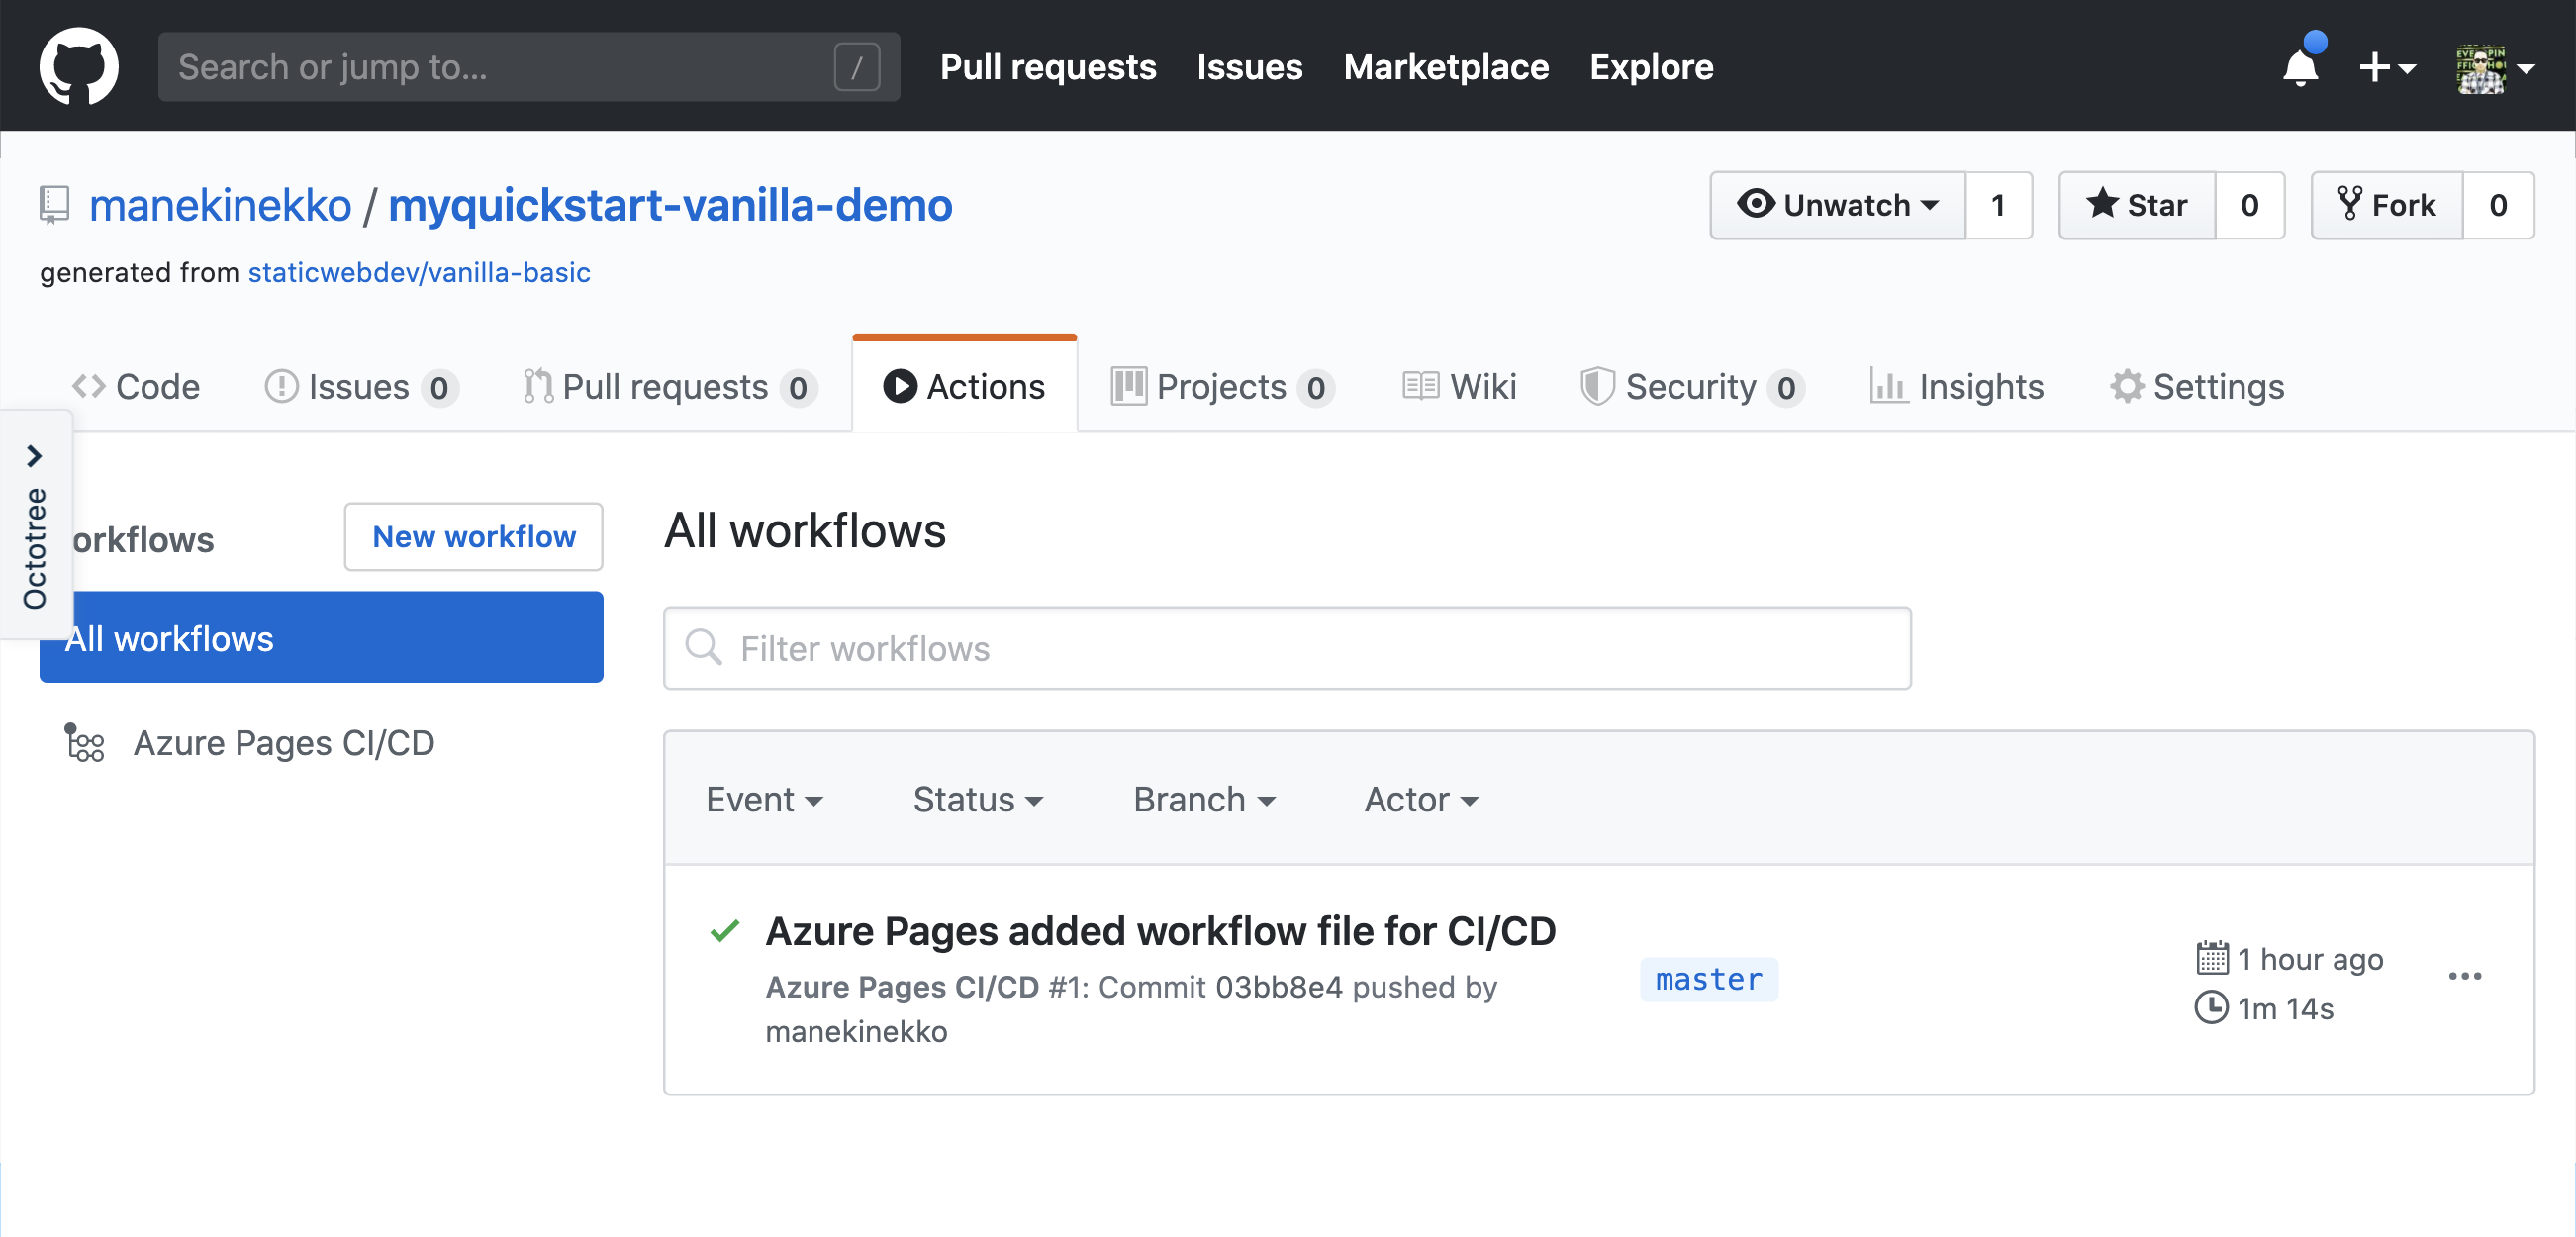 Search or jump to... /
Pull requests Issues Marketplace Explore
manekinekko / myquickstart-vanilla-demo
Unwatch 1 Star 0 Fork 0
generated from staticwebdev/vanilla-basic
Code Issues 0 Pull requests 0 Actions Projects 0 Wiki Security 0 Insights Settings
Octotree
orkflows New workflow
All workflows
Azure Pages CI/CD
All workflows
Filter workflows
Event Status Branch Actor
Azure Pages added workflow file for CI/CD
Azure Pages CI/CD #1: Commit 03bb8e4 pushed by
manekinekko
master
1 hour ago
1m 14s